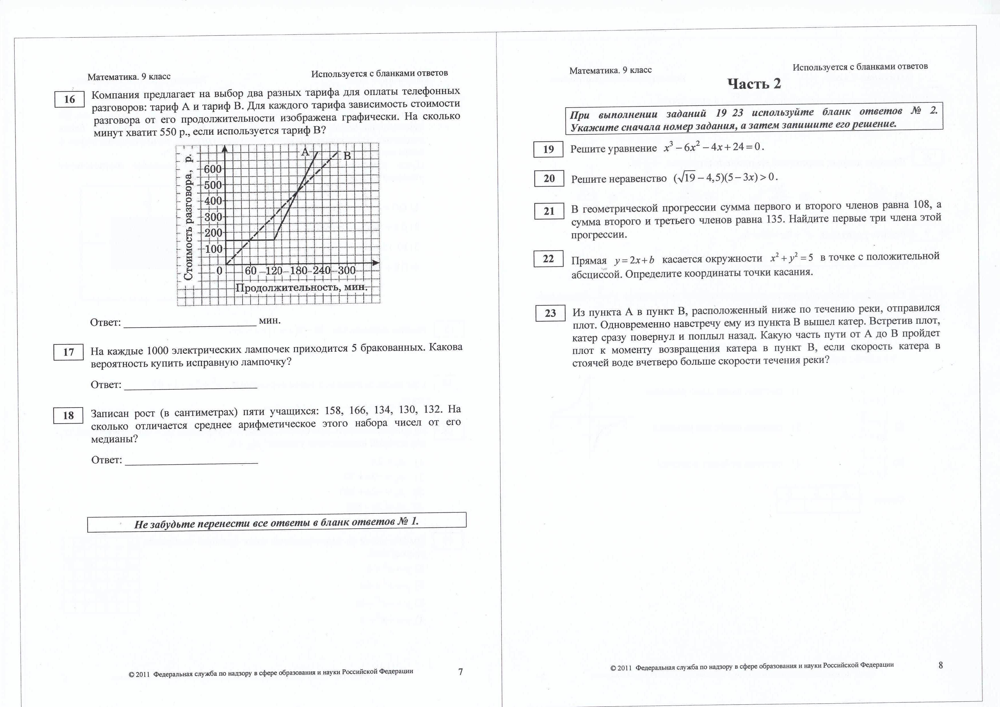 Математика. 9 класс
Используется с бланками ответов
16
Компания предлагает на выбор два разных тарифа для оплаты телефонных
разговоров: тариф А и тариф В. Для каждого тарифа зависимость стоимости
разговора от его продолжительности изображена графически. На сколько
минут хватит 550 р., если используется тариф В?
Стоимость разговора, р.
A
B
600
500
400
300
200
100
0 60 120 180 240 300
Продолжительность, мин.
Ответ: ____________ мин.
17
На каждые 1000 электрических лампочек приходится 5 бракованных. Какова
вероятность купить исправную лампочку?
Ответ: ____________
18
Записан рост (в сантиметрах) пяти учащихся: 158, 166, 134, 130, 132. На
сколько отличается среднее арифметическое этого набора чисел от его
медианы?
Ответ: ____________
Не забудьте перенести все ответы в бланк ответов № 1.
© 2011 Федеральная служба по надзору в сфере образования и науки Российской Федерации
7
Математика. 9 класс
Используется с бланками ответов
Часть 2
При выполнении заданий 19 23 используйте бланк ответов № 2.
Укажите сначала номер задания, а затем запишите его решение.
19
Решите уравнение x³ − 6x² − 4x + 24 = 0.
20
Решите неравенство (√19 − 4,5)(5 − 3x) > 0.
21
В геометрической прогрессии сумма первого и второго членов равна 108, а
сумма второго и третьего членов равна 135. Найдите первые три члена этой
прогрессии.
22
Прямая y = 2x + b касается окружности x² + y² = 5 в точке с положительной
абсциссой. Определите координаты точки касания.
23
Из пункта А в пункт В, расположенный ниже по течению реки, отправился
плот. Одновременно навстречу ему из пункта В вышел катер. Встретив плот,
катер сразу повернул и поплыл назад. Какую часть пути от А до В пройдет
плот к моменту возвращения катера в пункт В, если скорость катера в
стоячей воде вчетверо больше скорости течения реки?
© 2011 Федеральная служба по надзору в сфере образования и науки Российской Федерации
8